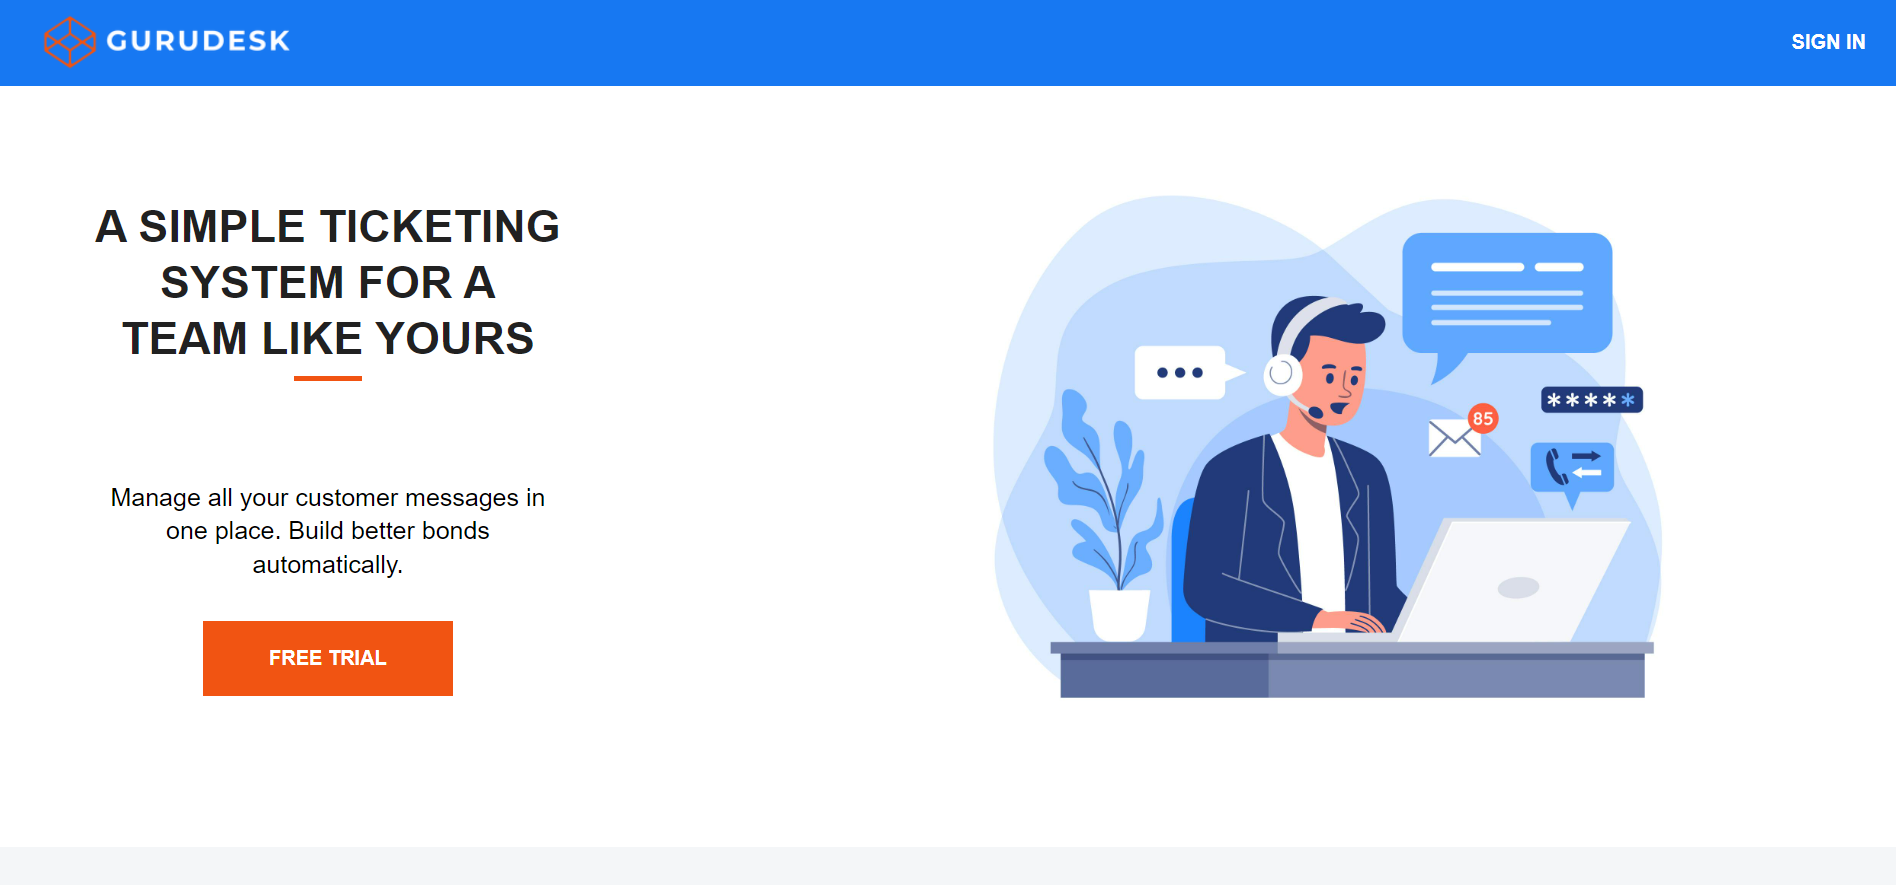 GURUDESK
SIGN IN
A SIMPLE TICKETING
SYSTEM FOR A
TEAM LIKE YOURS
Manage all your customer messages in
one place. Build better bonds
automatically.
FREE TRIAL
85
*****